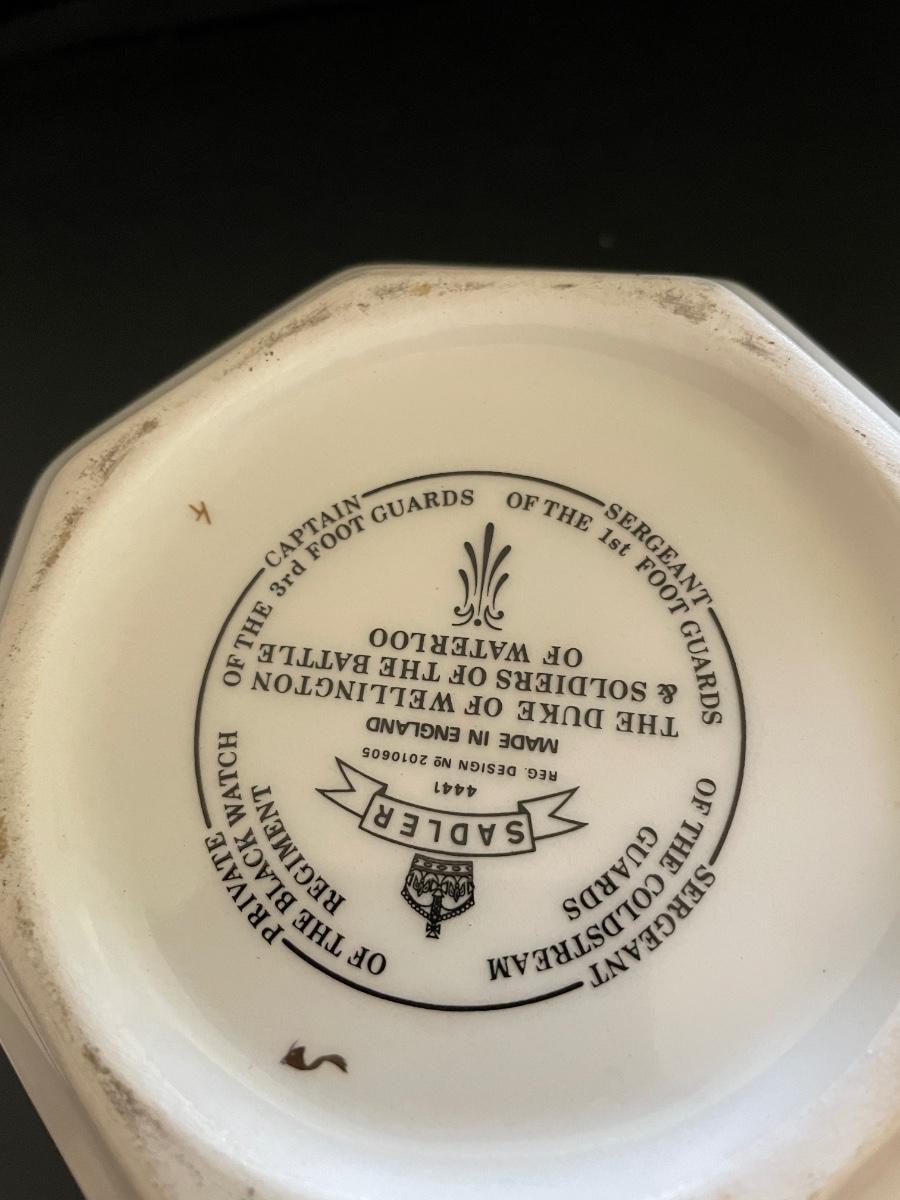 SADLER
4441
REG. DESIGN Nº 2010605
MADE IN ENGLAND
THE DUKE OF WELLINGTON
& SOLDIERS OF THE BATTLE
OF WATERLOO
CAPTAIN
OF THE 3rd FOOT GUARDS
SERGEANT
OF THE 1st FOOT GUARDS
SERGEANT
OF THE COLDSTREAM
GUARDS
PRIVATE
OF THE BLACK WATCH
REGIMENT
K